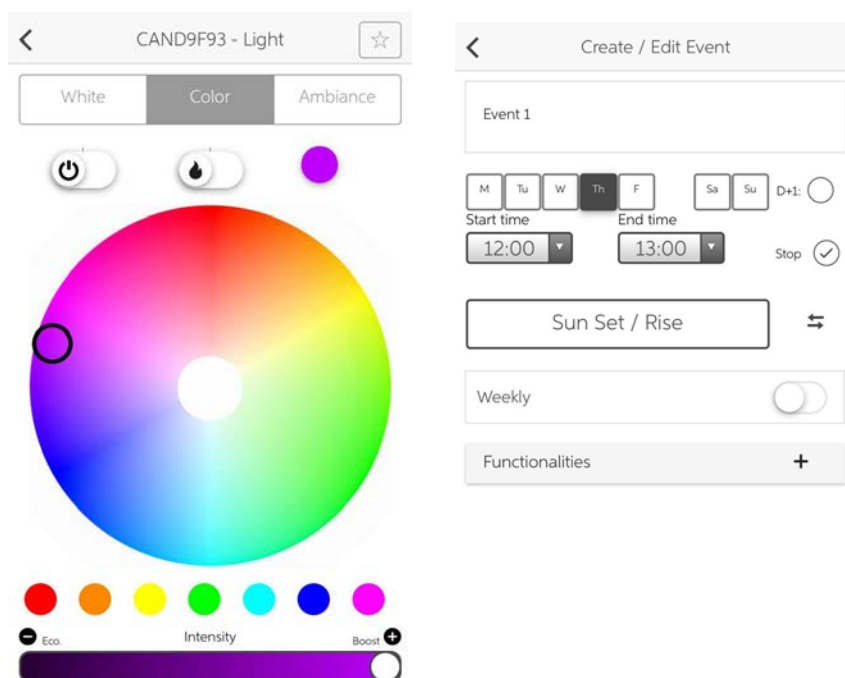 CAND9F93 - Light
White Color Ambiance
Eco. Intensity Boost
Create / Edit Event
Event 1
M Tu W Th F Sa Su D+1:
Start time End time
12:00 13:00 Stop
Sun Set / Rise
Weekly
Functionalities